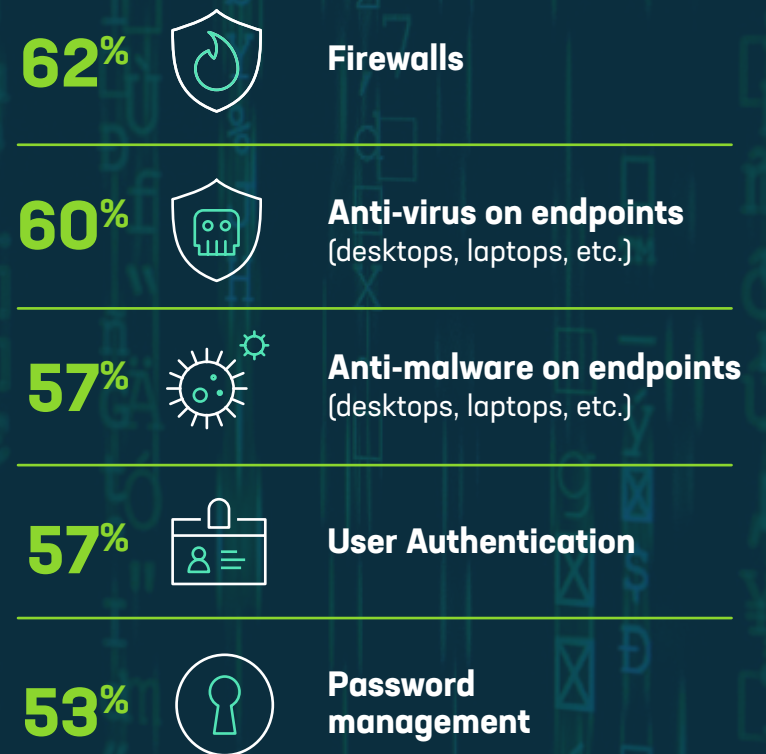 62%
Firewalls
60%
Anti-virus on endpoints
(desktops, laptops, etc.)
57%
Anti-malware on endpoints
(desktops, laptops, etc.)
57%
User Authentication
53%
Password
management